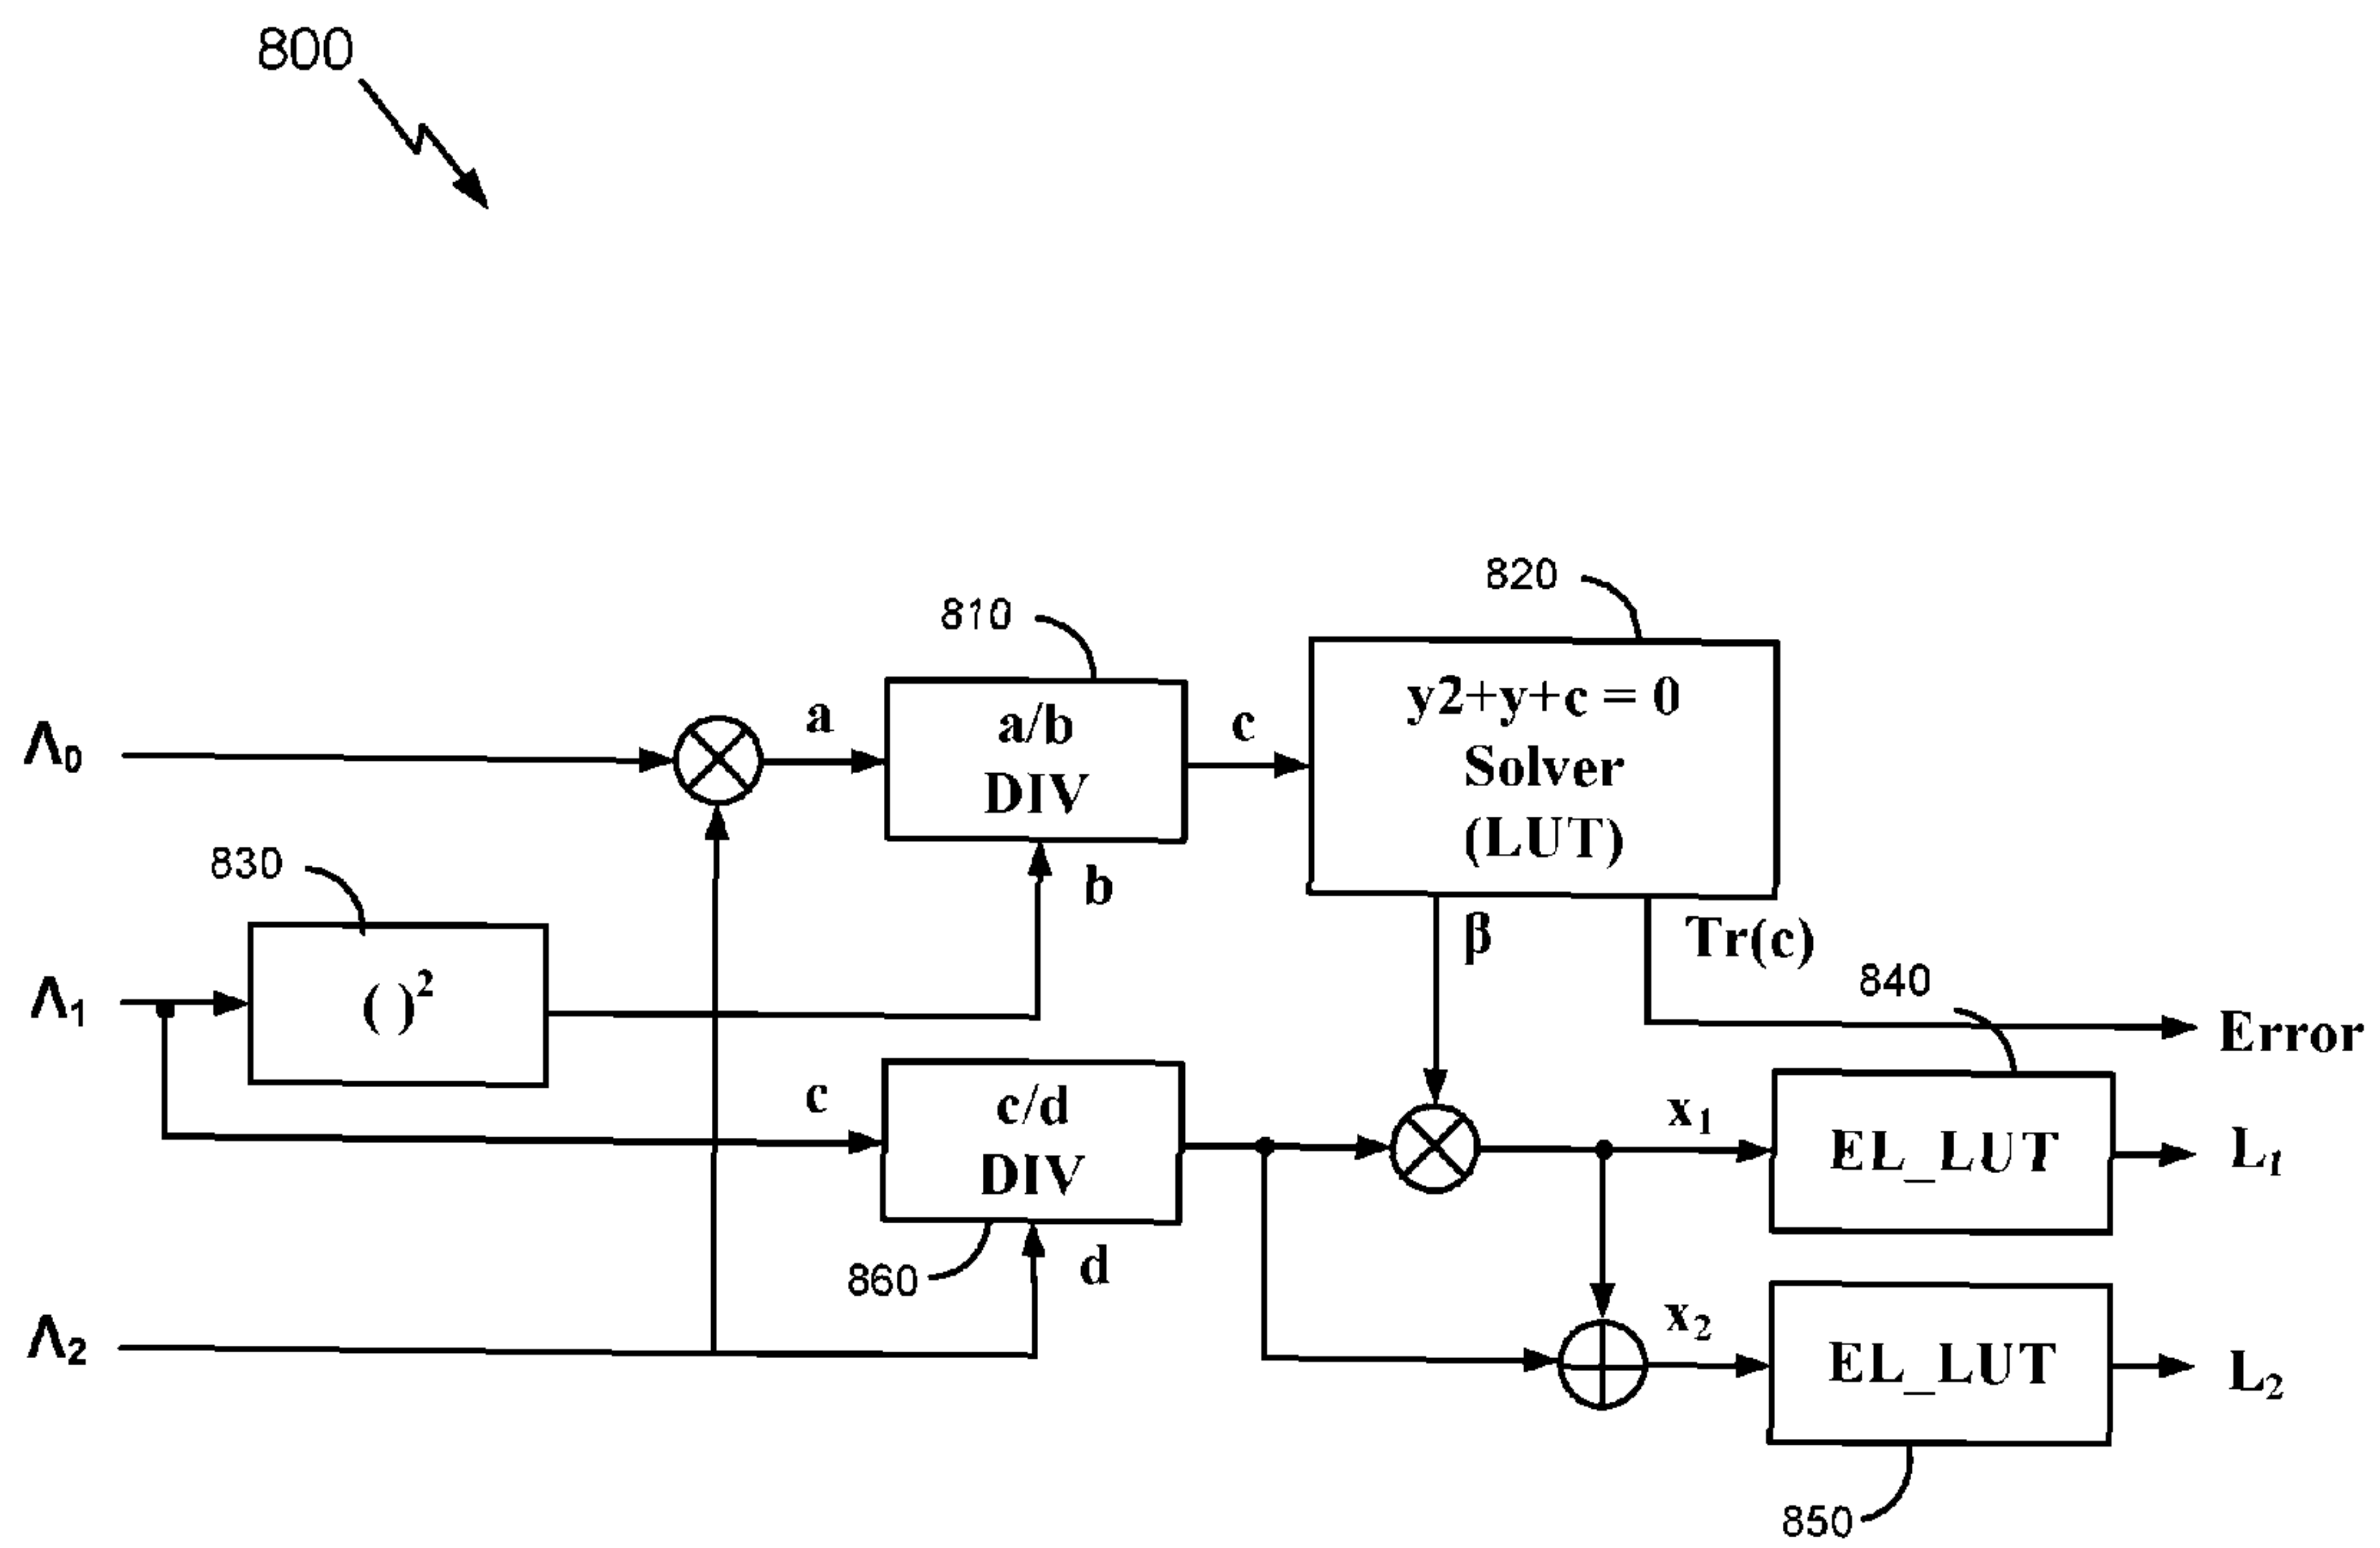 800
820
810
y2+y+c = 0
Solver
(LUT)
a/b
DIV
a
c
Λ0
b
830
β
Tr(c)
840
Λ1
( )²
Error
c
c/d
DIV
x1
EL_LUT
L1
d
860
Λ2
x2
EL_LUT
L2
850